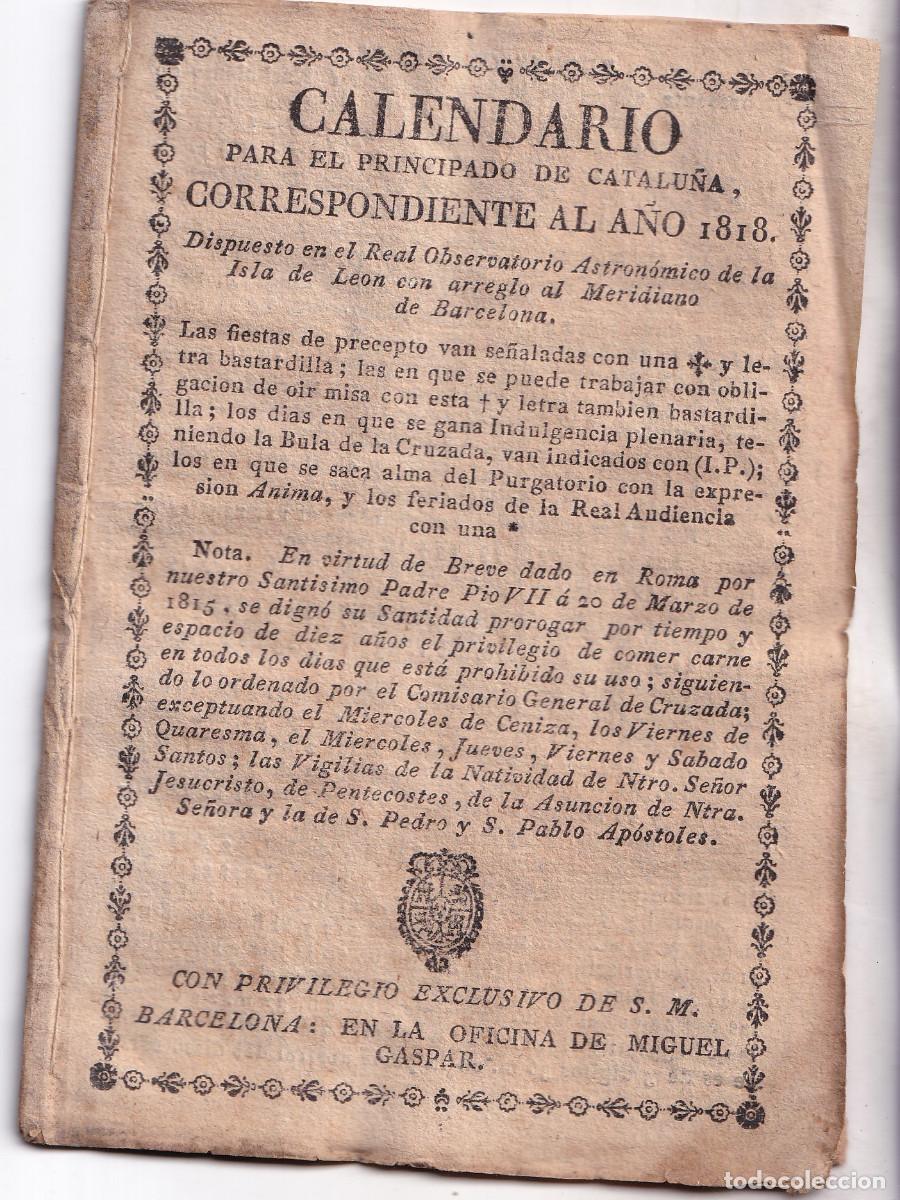 CALENDARIO
PARA EL PRINCIPADO DE CATALUÑA,
CORRESPONDIENTE AL AÑO 1818.
Dispuesto en el Real Observatorio Astronómico de la
Isla de Leon con arreglo al Meridiano
de Barcelona.
Las fiestas de precepto van señaladas con una ✠ y le-
tra bastardilla; las en que se puede trabajar con obli-
gacion de oir misa con esta † y letra tambien bastardi-
lla; los dias en que se gana Indulgencia plenaria, te-
niendo la Bula de la Cruzada, van indicados con (I.P.);
los en que se saca alma del Purgatorio con la expre-
sion Anima, y los feriados de la Real Audiencia
con una *
Nota. En virtud de Breve dado en Roma por
nuestro Santisimo Padre Pio VII á 20 de Marzo de
1815, se dignó su Santidad prorogar por tiempo y
espacio de diez años el privilegio de comer carne
en todos los dias que está prohibido su uso; siguien-
do lo ordenado por el Comisario General de Cruzada;
exceptuando el Miercoles de Ceniza, los Viernes de
Quaresma, el Miercoles, Jueves, Viernes y Sabado
Santos; las Vigilias de la Natividad de Ntro. Señor
Jesucristo, de Pentecostes, de la Asuncion de Ntra.
Señora y la de S. Pedro y S. Pablo Apóstoles.
CON PRIVILEGIO EXCLUSIVO DE S. M.
BARCELONA: EN LA OFICINA DE MIGUEL
GASPAR.
todocoleccion